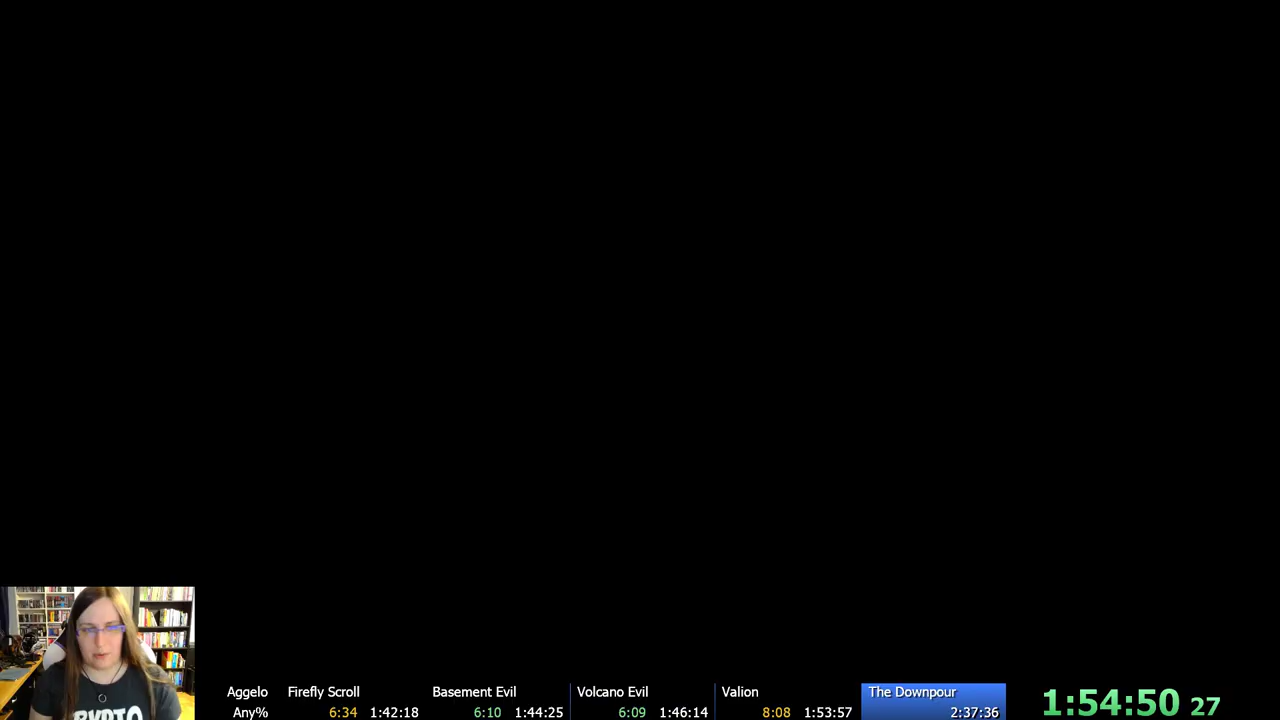 Aggelo Firefly Scroll Basement Evil Volcano Evil Valion The Downpour
Any% 6:34 1:42:18 6:10 1:44:25 6:09 1:46:14 8:08 1:53:57 2:37:36
1:54:50 27